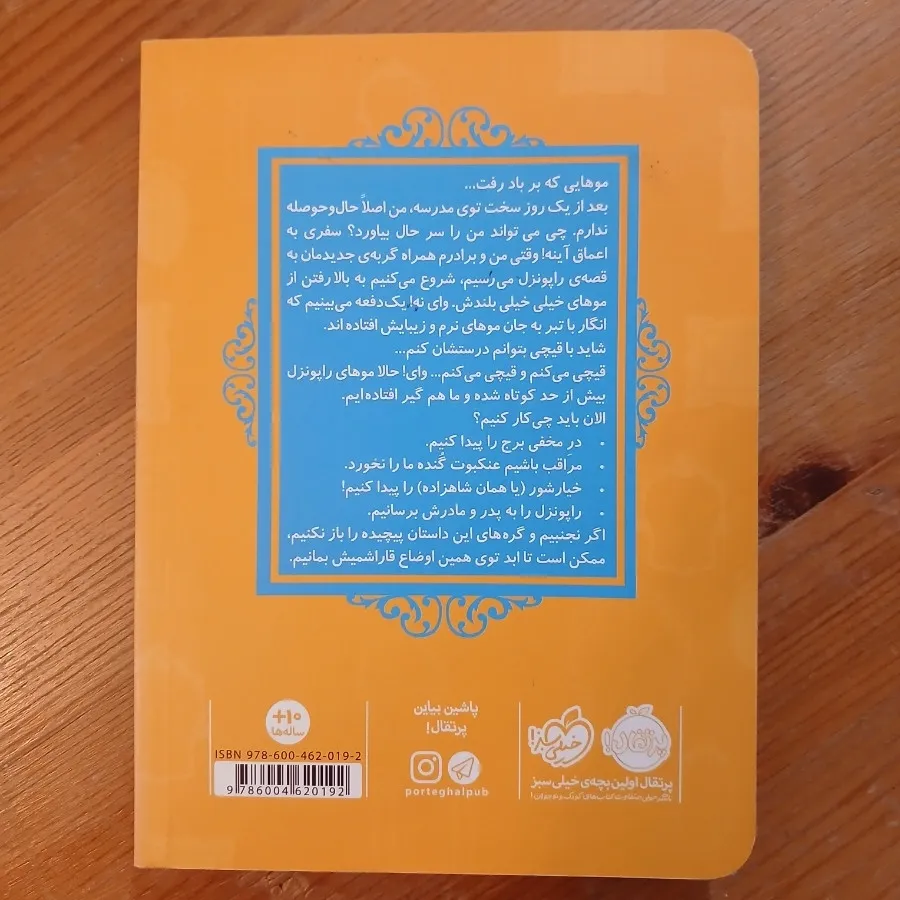 موهایی که بر باد رفت...
بعد از یک روز سخت توی مدرسه، من اصلاً حال‌وحوصله
ندارم. چی می تواند من را سر حال بیاورد؟ سفری به
اعماق آینه! وقتی من و برادرم همراه گربه‌ی جدیدمان به
قصه‌ی راپونزل می‌رسیم، شروع می‌کنیم به بالا رفتن از
موهای خیلی خیلی بلندش. وای نه! یک‌دفعه می‌بینیم که
انگار با تبر به جان موهای نرم و زیبایش افتاده اند.
شاید با قیچی بتوانم درستشان کنم...
قیچی می‌کنم و قیچی می‌کنم... وای! حالا موهای راپونزل
بیش از حد کوتاه شده و ما هم گیر افتاده‌ایم.
الان باید چی‌کار کنیم؟
• درِ مخفی برج را پیدا کنیم.
• مراقب باشیم عنکبوت گُنده ما را نخورد.
• خیارشور (یا همان شاهزاده) را پیدا کنیم!
• راپونزل را به پدر و مادرش برسانیم.
اگر نجنبیم و گره‌های این داستان پیچیده را باز نکنیم،
ممکن است تا ابد توی همین اوضاع قاراشمیش بمانیم.
پرتقال!
خیلی سبز
پرتقال اولین بچه‌ی خیلی سبز
پاشین بیاین
پرتقال!
porteghalpub
+۱۰
ساله‌ها
ISBN 978-600-462-019-2
9 786004 620192